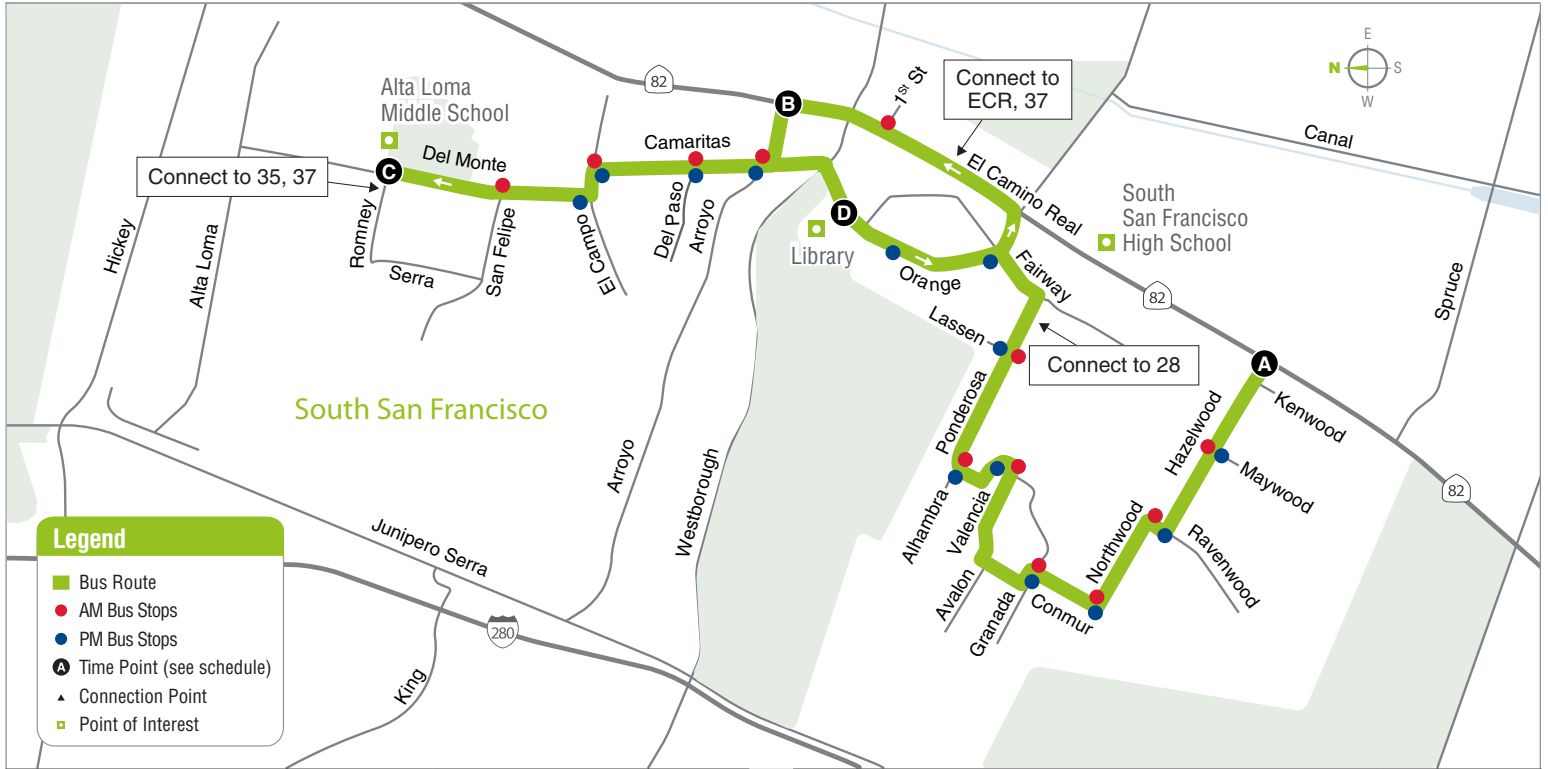 E
N
S
W
82
1st St
Connect to
ECR, 37
Alta Loma
Middle School
B
Camaritas
Canal
Del Monte
C
Connect to 35, 37
El Camino Real
South
San Francisco
High School
D
Library
Romney
San Felipe
Serra
El Campo
Del Paso
Arroyo
Hickey
Alta Loma
Orange
Fairway
82
Spruce
Lassen
Connect to 28
A
Kenwood
South San Francisco
Ponderosa
Hazelwood
Maywood
82
Arroyo
Westborough
Alhambra
Valencia
Northwood
Ravenwood
Avalon
Granada
Conmur
Junipero Serra
280
King
Legend
Bus Route
AM Bus Stops
PM Bus Stops
A Time Point (see schedule)
Connection Point
Point of Interest